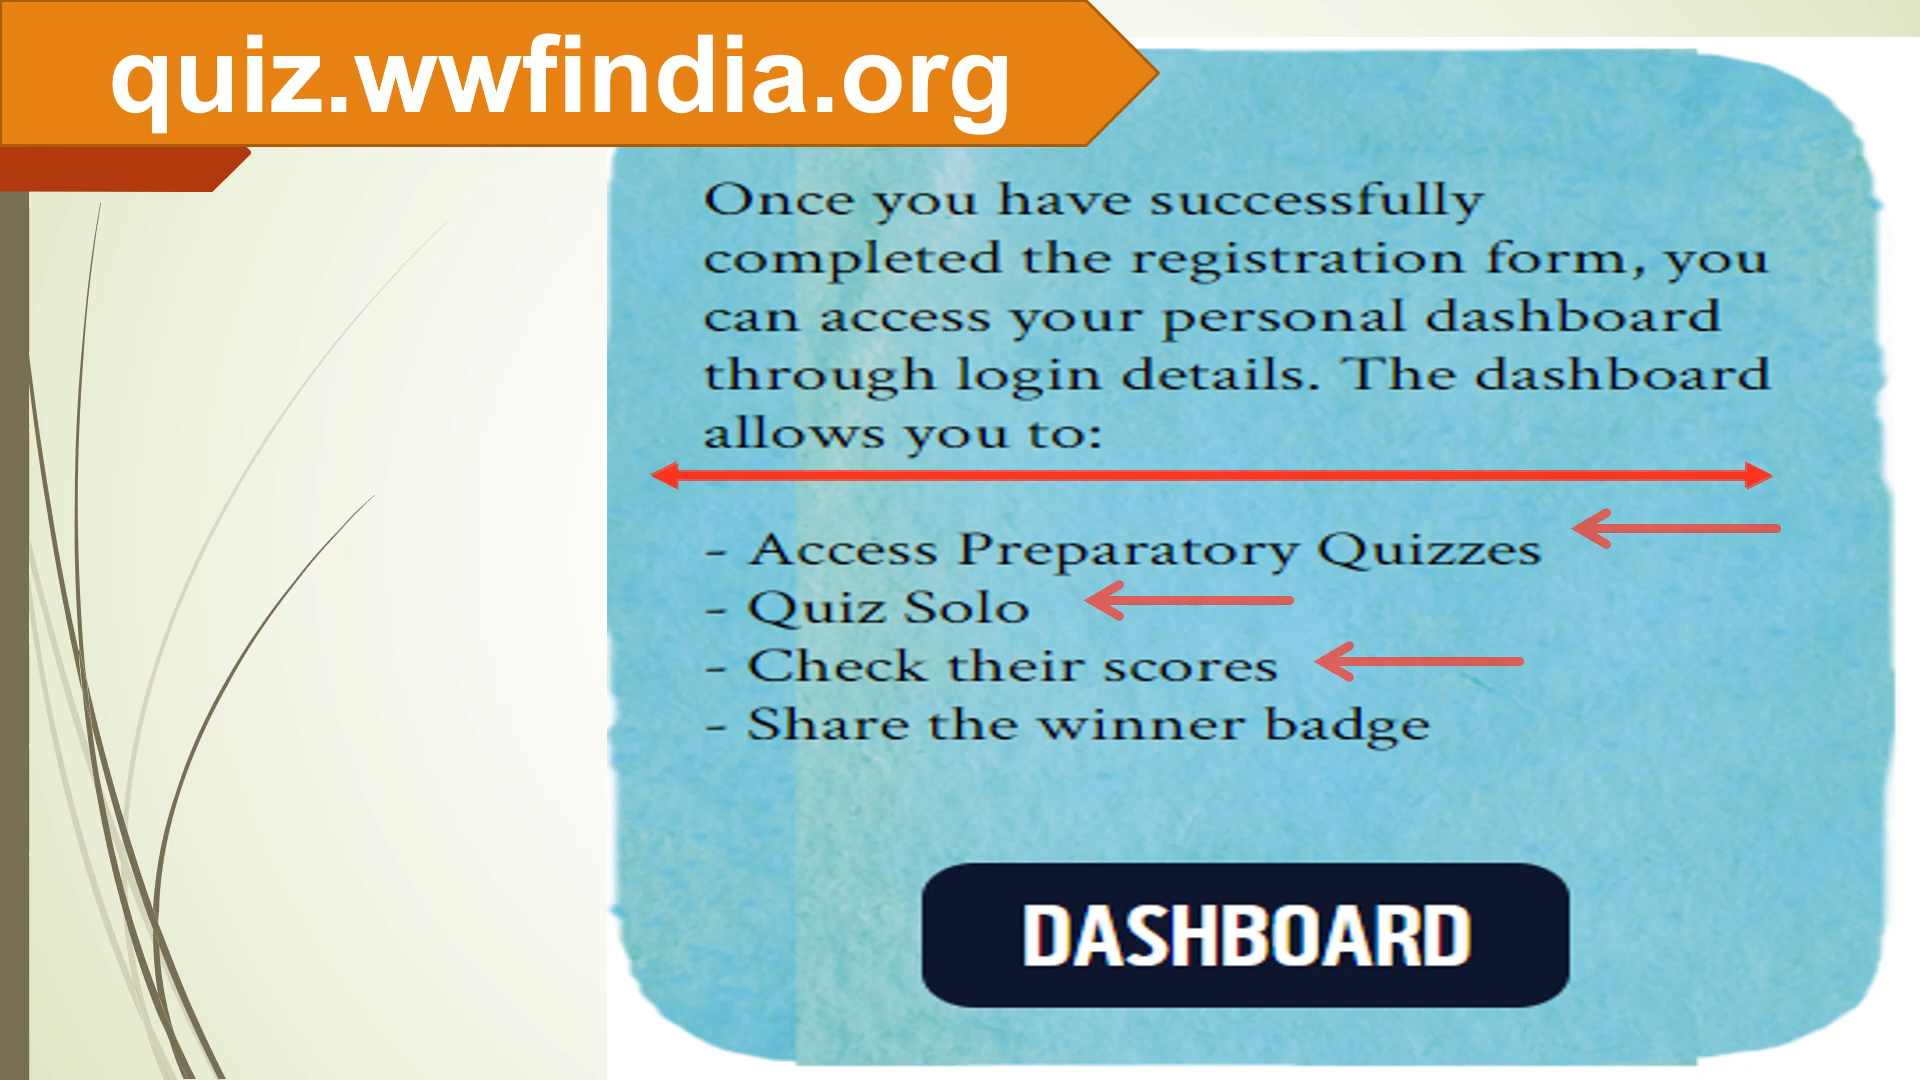 quiz.wwfindia.org
Once you have successfully
completed the registration form, you
can access your personal dashboard
through login details. The dashboard
allows you to:
- Access Preparatory Quizzes
- Quiz Solo
- Check their scores
- Share the winner badge
DASHBOARD